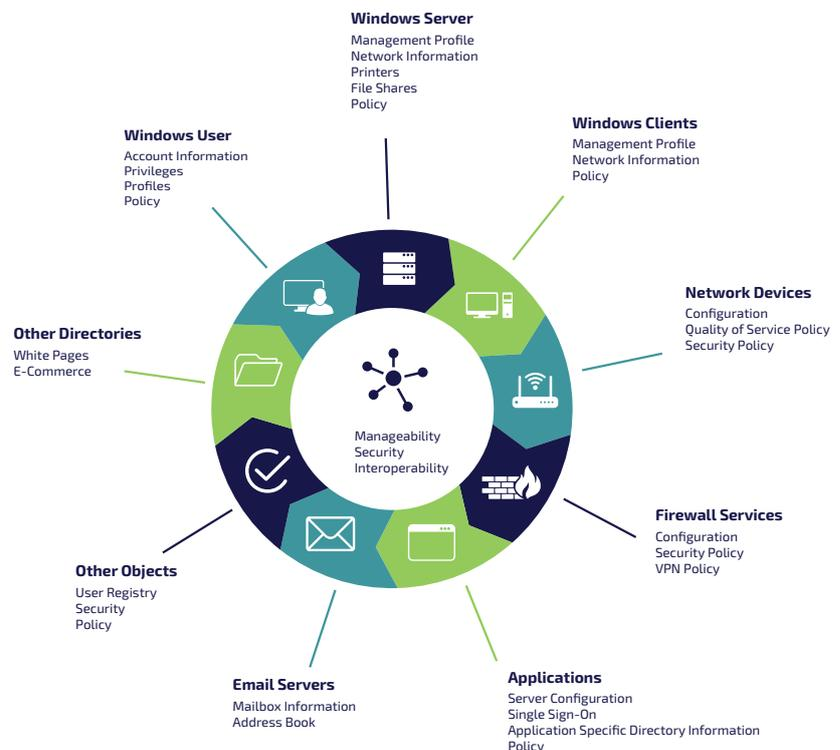 Windows Server
Management Profile
Network Information
Printers
File Shares
Policy
Windows Clients
Management Profile
Network Information
Policy
Windows User
Account Information
Privileges
Profiles
Policy
Network Devices
Configuration
Quality of Service Policy
Security Policy
Other Directories
White Pages
E-Commerce
Manageability
Security
Interoperability
Firewall Services
Configuration
Security Policy
VPN Policy
Other Objects
User Registry
Security
Policy
Email Servers
Mailbox Information
Address Book
Applications
Server Configuration
Single Sign-On
Application Specific Directory Information
Policy